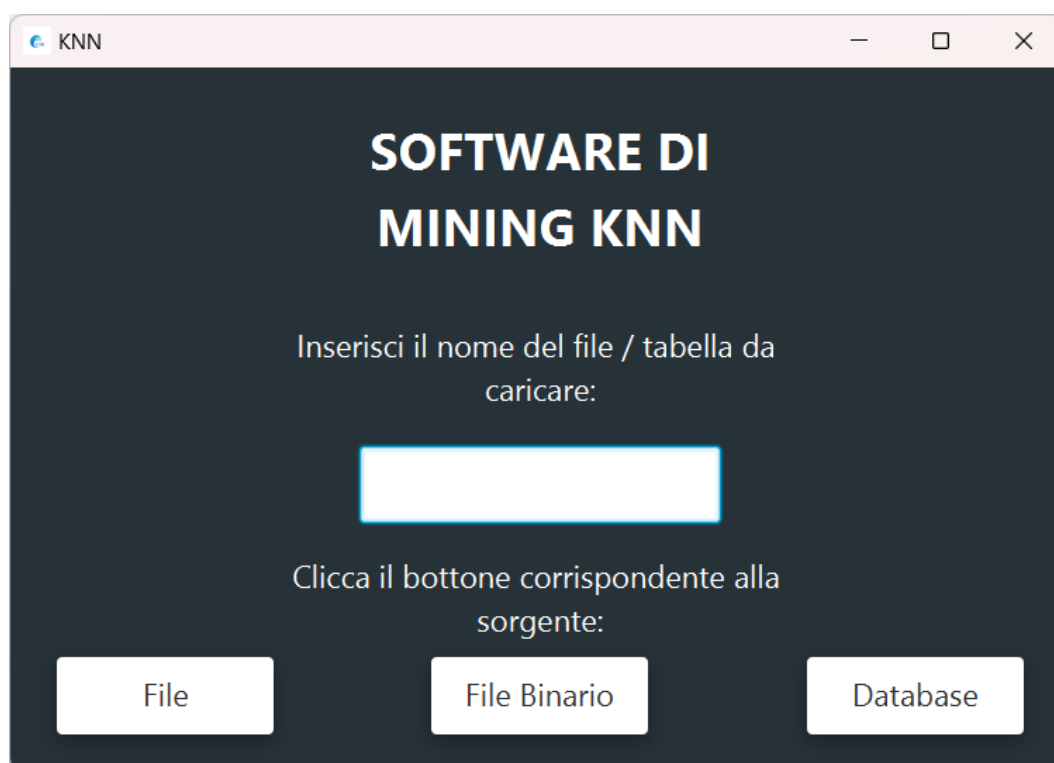 KNN
SOFTWARE DI
MINING KNN
Inserisci il nome del file / tabella da
caricare:
Clicca il bottone corrispondente alla
sorgente:
File
File Binario
Database